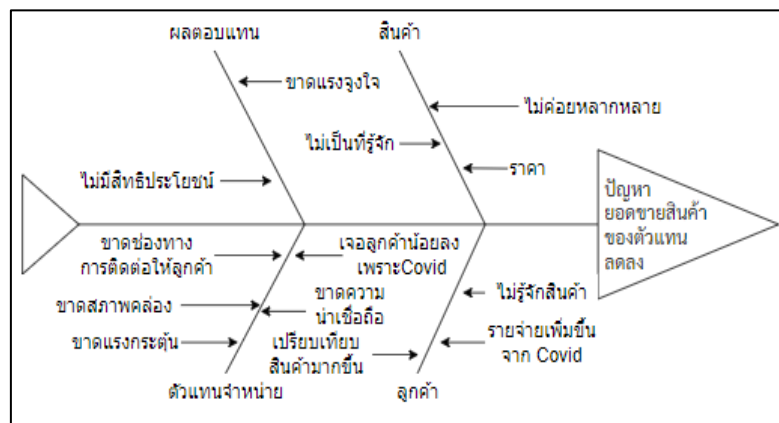 ผลตอบแทน
สินค้า
ขาดแรงจูงใจ
ไม่ค่อยหลากหลาย
ไม่เป็นที่รู้จัก
ราคา
ไม่มีสิทธิประโยชน์
ปัญหา
ยอดขายสินค้า
ของตัวแทน
ลดลง
ขาดช่องทาง
การติดต่อให้ลูกค้า
เจอลูกค้าน้อยลง
เพราะCovid
ขาดสภาพคล่อง
ขาดความ
น่าเชื่อถือ
ไม่รู้จักสินค้า
ขาดแรงกระตุ้น
เปรียบเทียบ
สินค้ามากขึ้น
รายจ่ายเพิ่มขึ้น
จาก Covid
ตัวแทนจำหน่าย
ลูกค้า